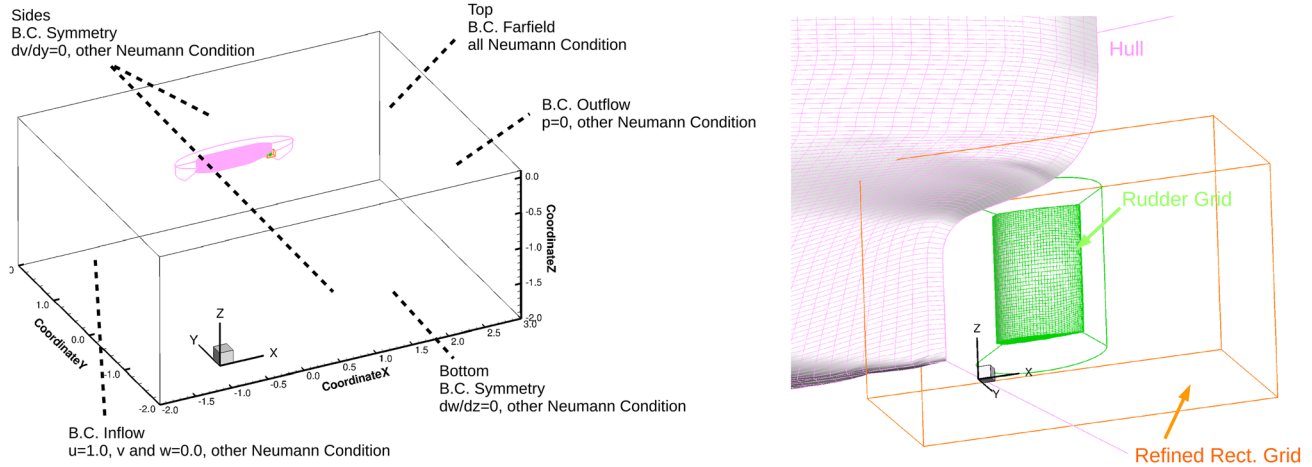 Sides
B.C. Symmetry
dv/dy=0, other Neumann Condition
Top
B.C. Farfield
all Neumann Condition
B.C. Outflow
p=0, other Neumann Condition
0.0
-0.5
-1.0
-1.5
-2.0
CoordinateZ
0
1.0
0.0
-1.0
-2.0
CoordinateY
-2.0
-1.5
-1.0
-0.5
0.0
0.5
1.0
1.5
2.0
2.5
3.0
CoordinateX
Z
Y
X
Bottom
B.C. Symmetry
dw/dz=0, other Neumann Condition
B.C. Inflow
u=1.0, v and w=0.0, other Neumann Condition
Hull
Rudder Grid
Z
X
Y
Refined Rect. Grid